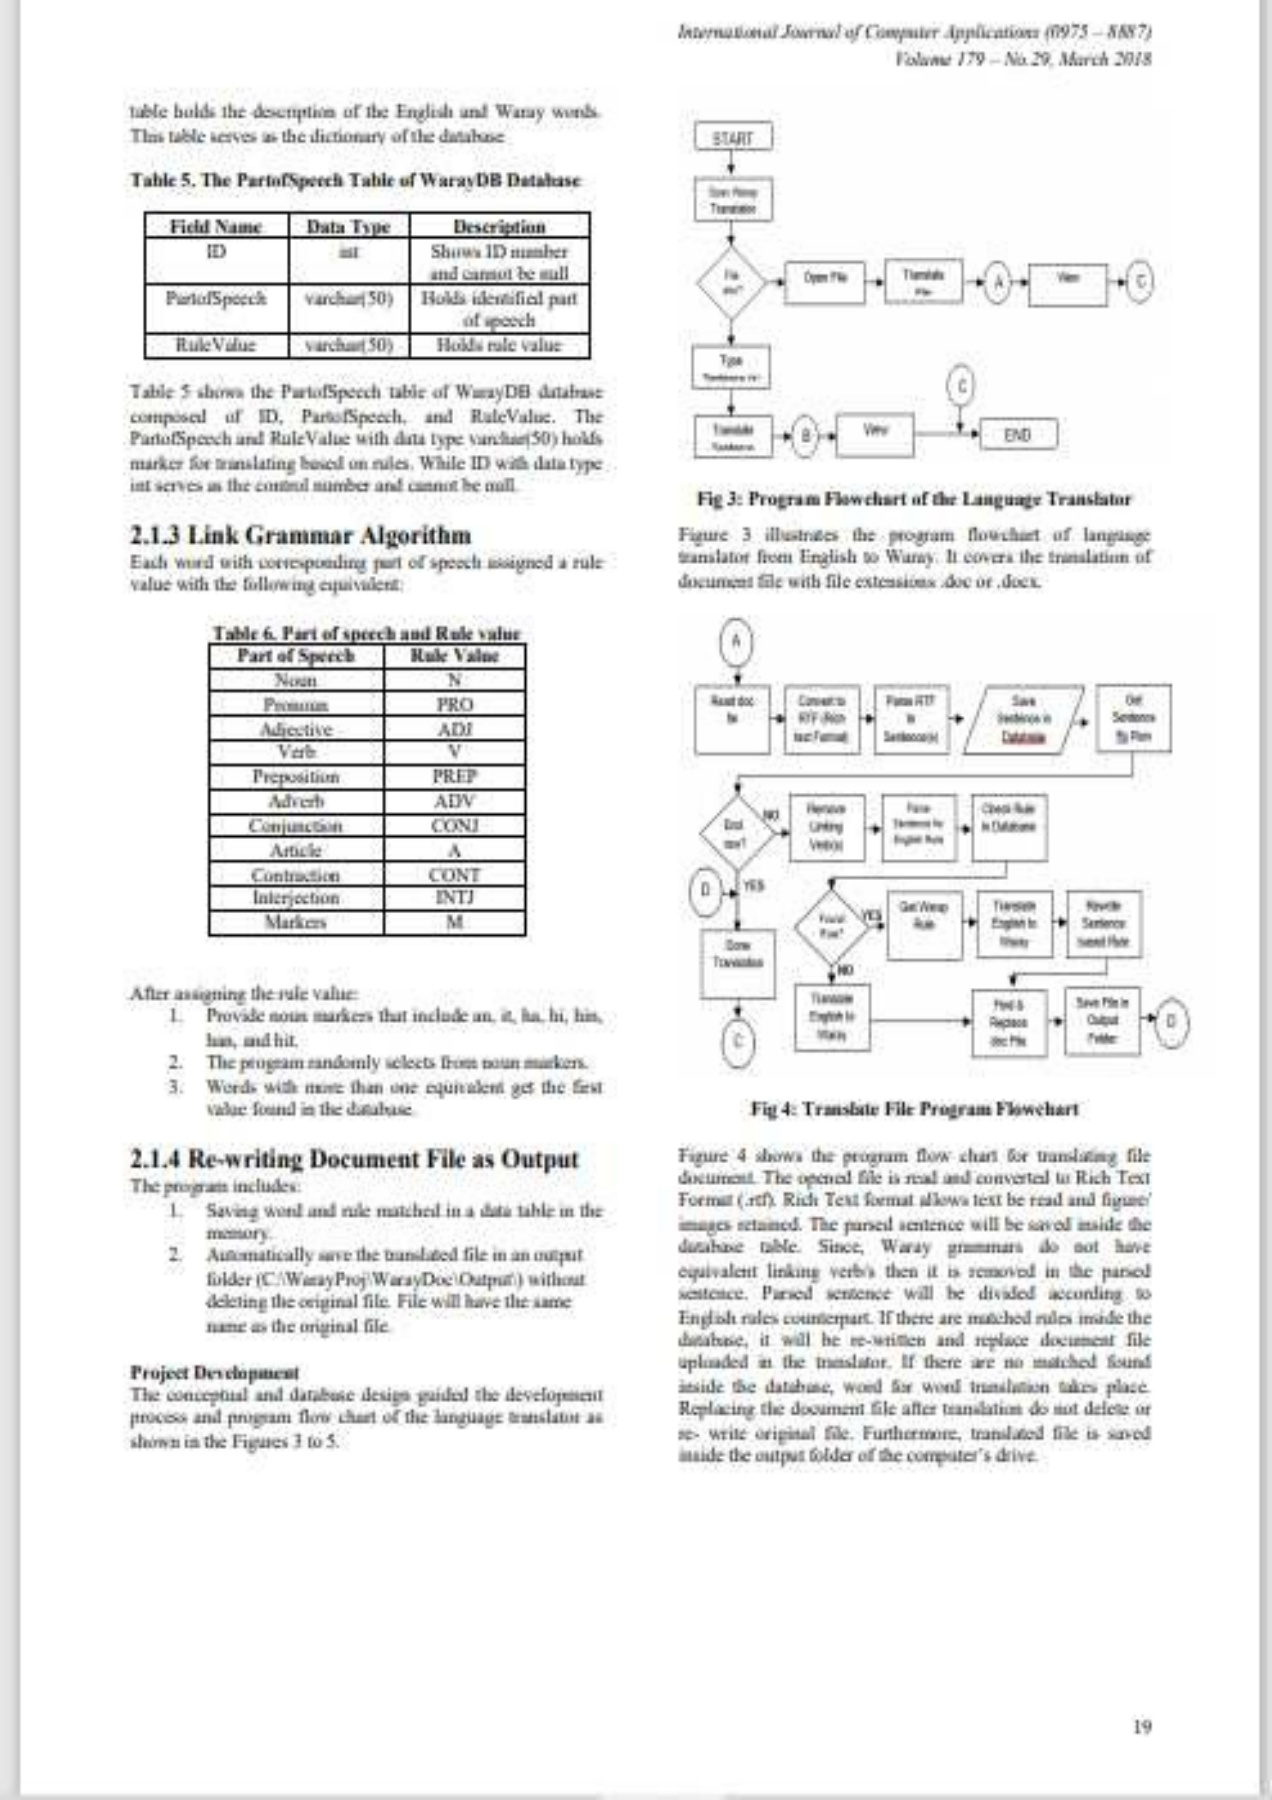 International Journal of Computer Applications (0975 – 8887)
Volume 179 – No.29, March 2018
table holds the description of the English and Waray words.
This table serves as the dictionary of the database
Table 5. The PartofSpeech Table of WarayDB Database
Field Name Data Type Description
ID int Shows ID number
and cannot be null
PartofSpeech varchar(50) Holds identified part
of speech
RuleValue varchar(50) Holds rule value
Table 5 shows the PartofSpeech table of WarayDB database
composed of ID, PartofSpeech, and RuleValue. The
PartofSpeech and RuleValue with data type varchar(50) holds
marker for translating based on rules. While ID with data type
int serves as the control number and cannot be null.
2.1.3 Link Grammar Algorithm
Each word with corresponding part of speech assigned a rule
value with the following equivalent:
Table 6. Part of speech and Rule value
Part of Speech Rule Value
Noun N
Pronoun PRO
Adjective ADJ
Verb V
Preposition PREP
Adverb ADV
Conjunction CONJ
Article A
Contraction CONT
Interjection INTJ
Markers M
After assigning the rule value:
1. Provide noun markers that include an, it, ha, hi, hin,
han, and hit.
2. The program randomly selects from noun markers.
3. Words with more than one equivalent get the first
value found in the database.
2.1.4 Re-writing Document File as Output
The program includes:
1. Saving word and rule matched in a data table in the
memory.
2. Automatically save the translated file in an output
folder (C:\WarayProj\WarayDoc\Output\) without
deleting the original file. File will have the same
name as the original file.
Project Development
The conceptual and database design guided the development
process and program flow chart of the language translator as
shown in the Figures 3 to 5.
START
Translator
Open File
Translate
A
View
C
Type
C
Translate
B
View
END
Fig 3: Program Flowchart of the Language Translator
Figure 3 illustrates the program flowchart of language
translator from English to Waray. It covers the translation of
document file with file extensions .doc or .docx.
A
Read doc
file
Convert to
RTF (Rich
text Format)
Parse RTF
to
Sentence(s)
Save
Sentence in
Database
Get
Sentence
By Row
End
row?
NO
Remove
Linking
Verb(s)
Parse
Sentence for
English Rule
Check Rule
in Database
D
YES
Found
YES
Get Waray
Rule
Translate
English to
Waray
Rewrite
Sentence
based Rule
Done
Translation
NO
Translate
English to
Waray
Find &
Replace
doc File
Save File in
Output
Folder
D
C
Fig 4: Translate File Program Flowchart
Figure 4 shows the program flow chart for translating file
document. The opened file is read and converted to Rich Text
Format (.rtf). Rich Text format allows text be read and figure/
images retained. The parsed sentence will be saved inside the
database table. Since, Waray grammars do not have
equivalent linking verb/s then it is removed in the parsed
sentence. Parsed sentence will be divided according to
English rules counterpart. If there are matched rules inside the
database, it will be re-written and replace document file
uploaded in the translator. If there are no matched found
inside the database, word for word translation takes place.
Replacing the document file after translation do not delete or
re- write original file. Furthermore, translated file is saved
inside the output folder of the computer's drive.
19